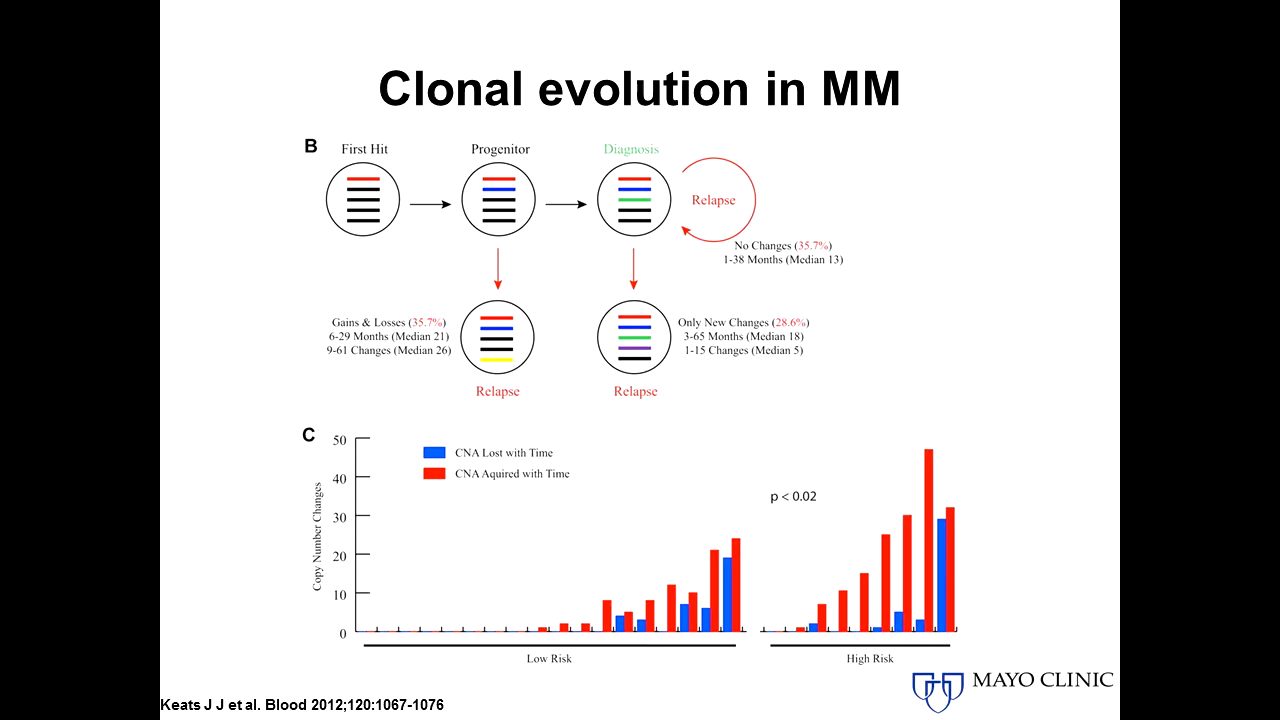 Clonal evolution in MM
B
First Hit
Progenitor
Diagnosis
Relapse
No Changes (35.7%)
1-38 Months (Median 13)
Gains & Losses (35.7%)
6-29 Months (Median 21)
9-61 Changes (Median 26)
Only New Changes (28.6%)
3-65 Months (Median 18)
1-15 Changes (Median 5)
Relapse
Relapse
C
50
40
30
20
10
0
Copy Number Changes
CNA Lost with Time
CNA Aquired with Time
p < 0.02
Low Risk
High Risk
MAYO CLINIC
Keats J J et al. Blood 2012;120:1067-1076